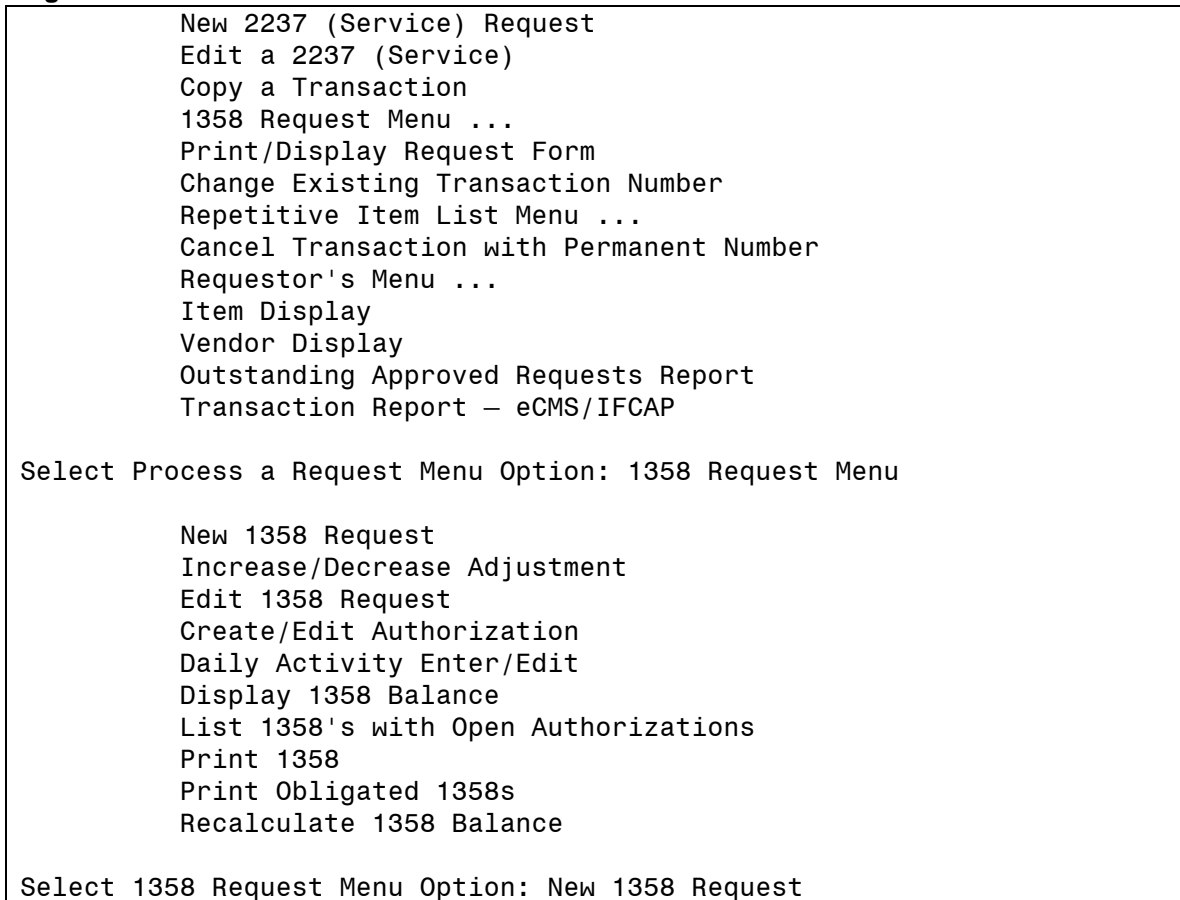 New 2237 (Service) Request
Edit a 2237 (Service)
Copy a Transaction
1358 Request Menu ...
Print/Display Request Form
Change Existing Transaction Number
Repetitive Item List Menu ...
Cancel Transaction with Permanent Number
Requestor's Menu ...
Item Display
Vendor Display
Outstanding Approved Requests Report
Transaction Report – eCMS/IFCAP
Select Process a Request Menu Option: 1358 Request Menu
New 1358 Request
Increase/Decrease Adjustment
Edit 1358 Request
Create/Edit Authorization
Daily Activity Enter/Edit
Display 1358 Balance
List 1358's with Open Authorizations
Print 1358
Print Obligated 1358s
Recalculate 1358 Balance
Select 1358 Request Menu Option: New 1358 Request